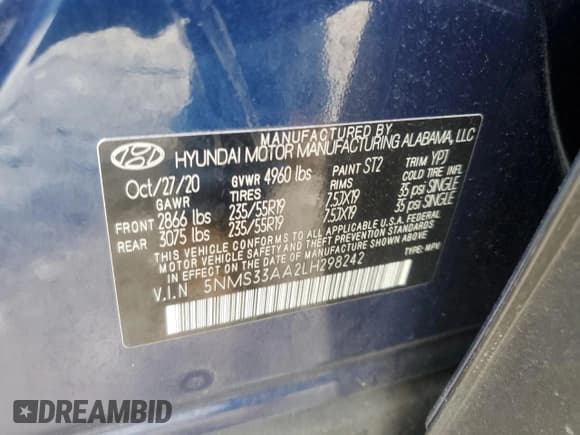 MANUFACTURED BY
HYUNDAI MOTOR MANUFACTURING ALABAMA, LLC
Oct/27/20 GVWR 4960 lbs PAINT ST2 TRIM YPT
GAWR TIRES RIMS COLD TIRE INFL
FRONT 2866 lbs 235/55R19 7.5JX19 35 psi SINGLE
REAR 3075 lbs 235/55R19 7.5JX19 35 psi SINGLE
THIS VEHICLE CONFORMS TO ALL APPLICABLE U.S.A. FEDERAL
MOTOR VEHICLE SAFETY AND THEFT PREVENTION STANDARDS
IN EFFECT ON THE DATE OF MANUFACTURE SHOWN ABOVE.
V.I.N 5NMS33AA2LH298242 TYPE: MPV
DREAMBID